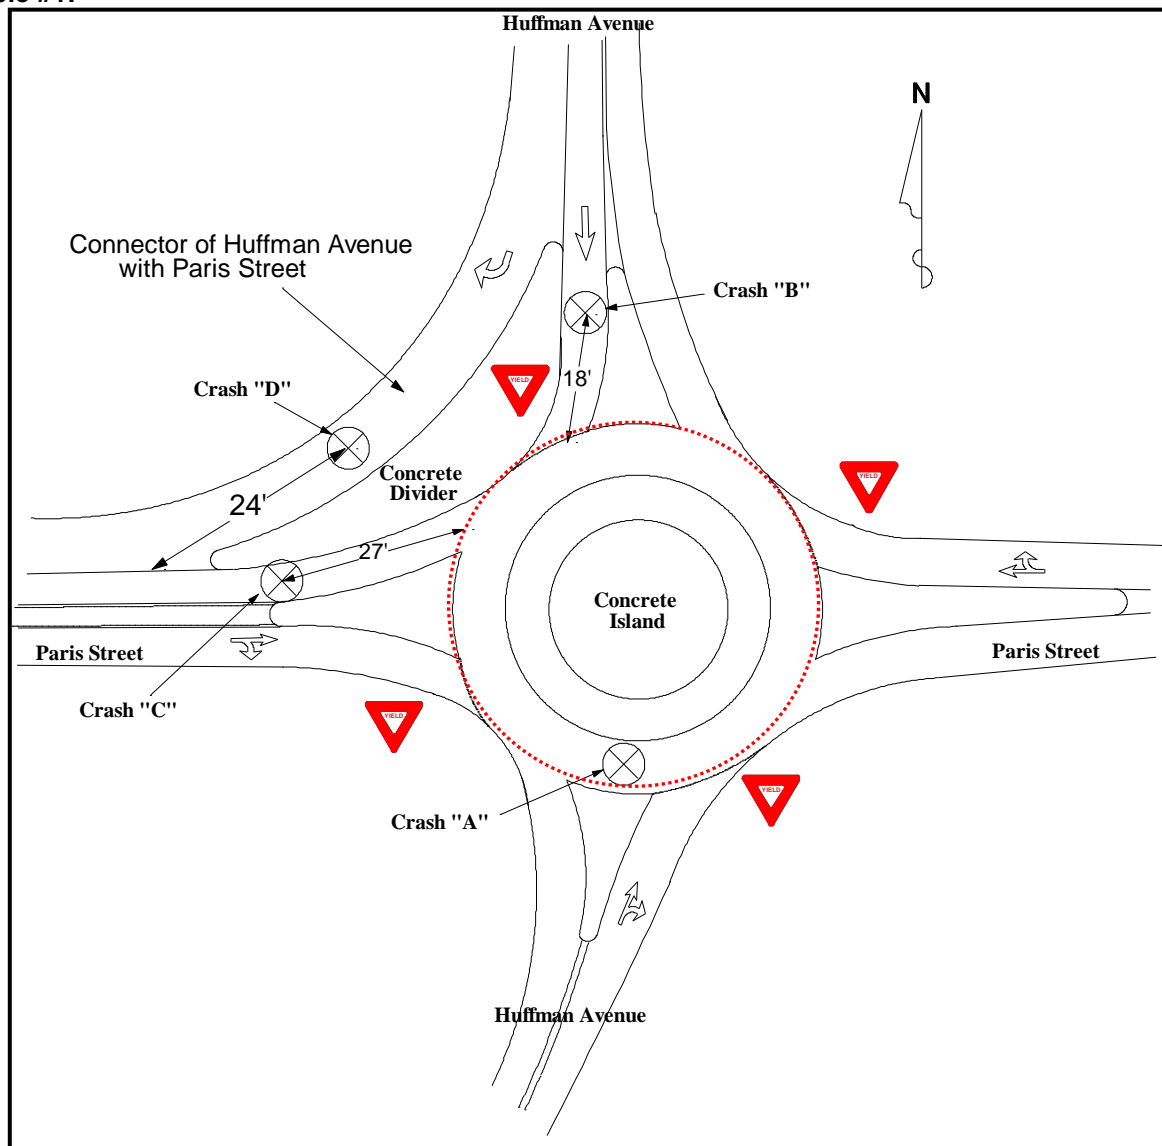 Huffman Avenue
N
Connector of Huffman Avenue
with Paris Street
Crash "B"
YIELD
18'
Crash "D"
YIELD
Concrete
Divider
24'
27'
Concrete
Island
Paris Street
Paris Street
Crash "C"
YIELD
YIELD
Crash "A"
Huffman Avenue